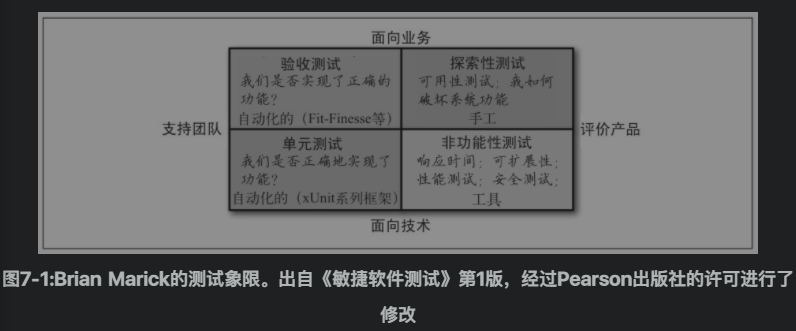 面向业务
验收测试
我们是否实现了正确的
功能?
自动化的（Fit-Finesse等）
探索性测试
可用性测试；我如何
破坏系统功能
手工
支持团队
评价产品
单元测试
我们是否正确地实现了
功能?
自动化的（xUnit系列框架）
非功能性测试
响应时间；可扩展性；
性能测试；安全测试；
工具
面向技术
图7-1:Brian Marick的测试象限。出自《敏捷软件测试》第1版，经过Pearson出版社的许可进行了
修改